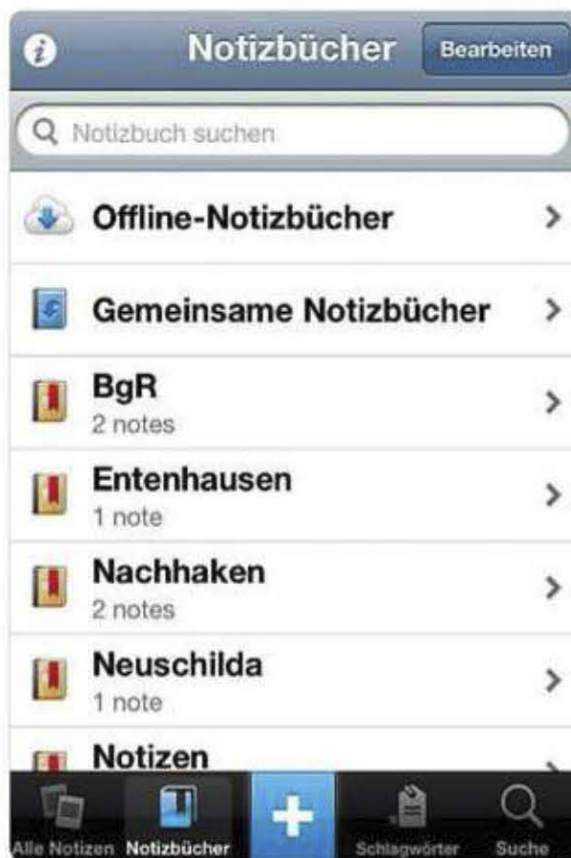 Notizbücher
Bearbeiten
Notizbuch suchen
Offline-Notizbücher
Gemeinsame Notizbücher
BgR
2 notes
Entenhausen
1 note
Nachhaken
2 notes
Neuschilda
1 note
Notizen
Alle Notizen Notizbücher Schlagwörter Suche